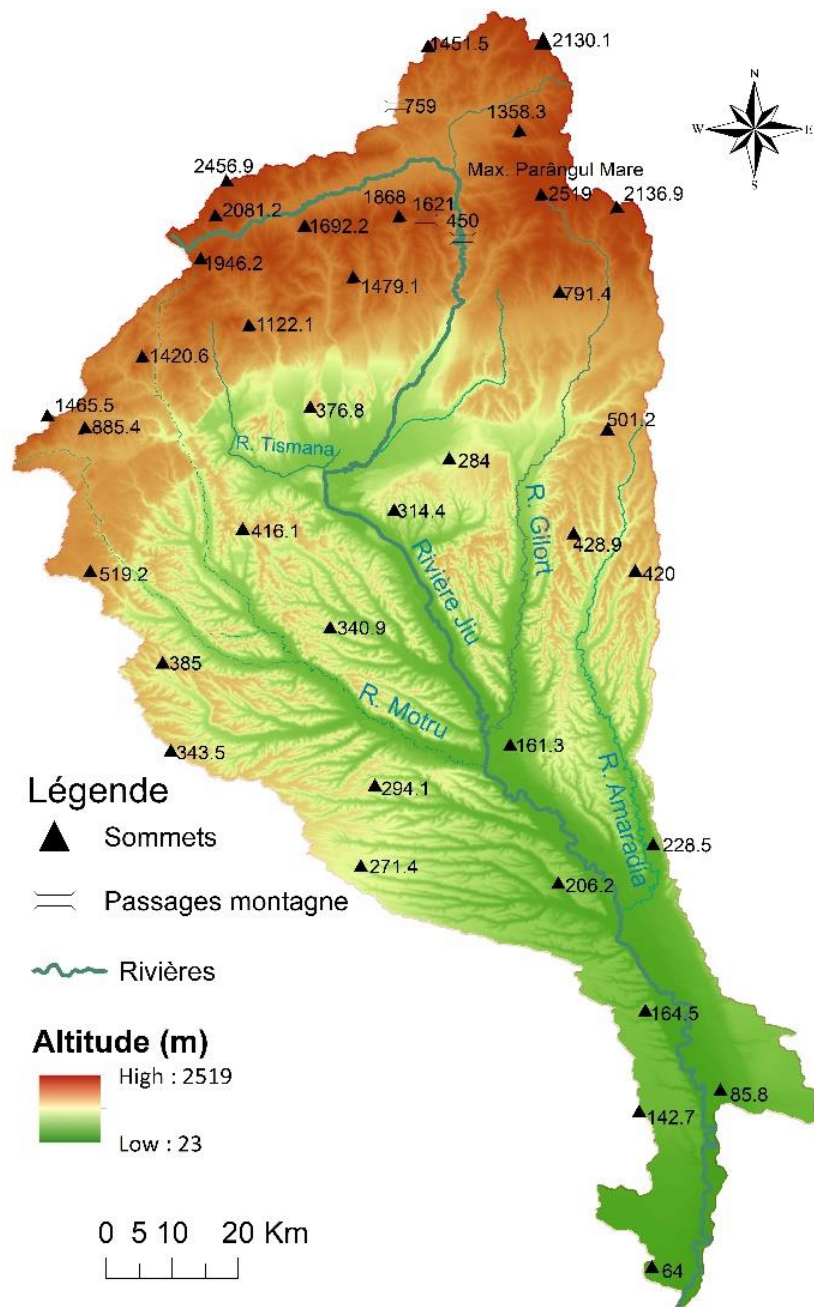 1451.5
2130.1
759
1358.3
N
W
E
S
2456.9
Max. Parângul Mare
2519
2136.9
2081.2
1868
1621
450
1692.2
1946.2
1479.1
791.4
1122.1
1420.6
1465.5
885.4
376.8
501.2
R. Tismana
284
314.4
R. Gilort
416.1
428.9
519.2
420
Rivière Jiu
340.9
385
R. Motru
343.5
161.3
294.1
R. Amaradia
228.5
271.4
206.2
Légende
Sommets
Passages montagne
Rivières
164.5
Altitude (m)
High : 2519
Low : 23
85.8
142.7
0 5 10 20 Km
64